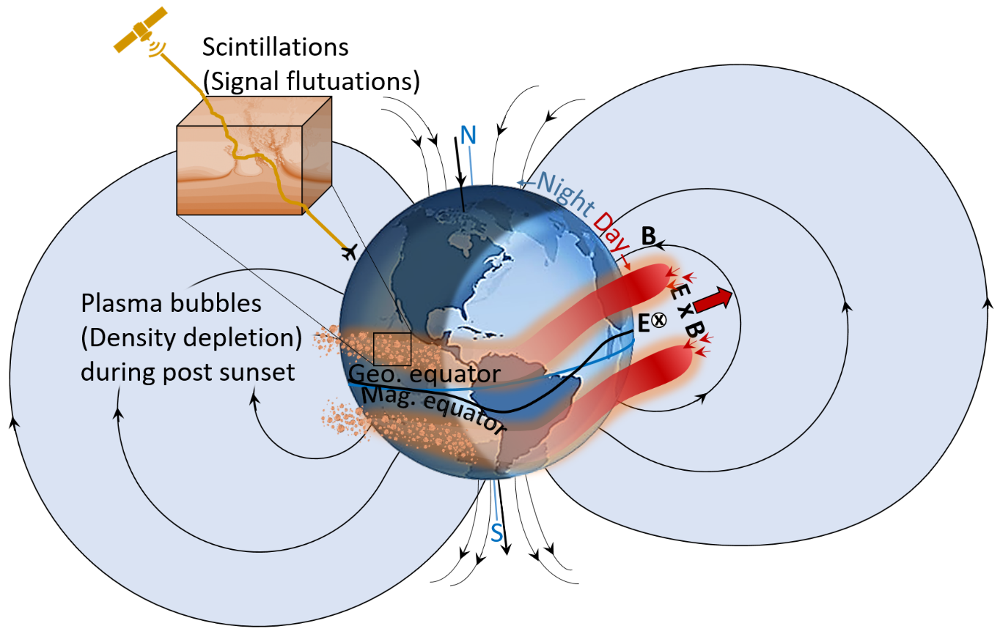 Scintillations
(Signal flutuations)
N
Night
Day
B
E x B
E
Plasma bubbles
(Density depletion)
during post sunset
Geo. equator
Mag. equator
S